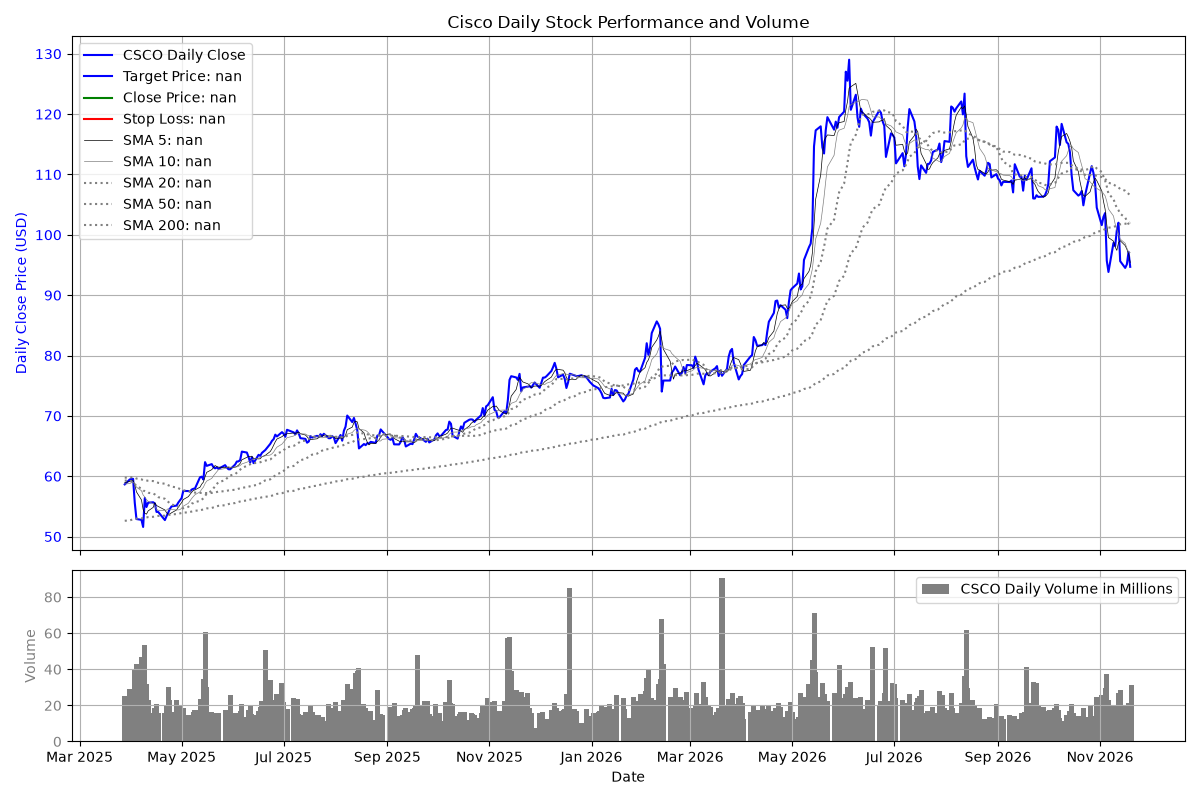 Cisco Daily Stock Performance and Volume
130
120
110
100
90
80
70
60
50
Daily Close Price (USD)
CSCO Daily Close
Target Price: nan
Close Price: nan
Stop Loss: nan
SMA 5: nan
SMA 10: nan
SMA 20: nan
SMA 50: nan
SMA 200: nan
80
60
40
20
0
Volume
CSCO Daily Volume in Millions
Mar 2025 May 2025 Jul 2025 Sep 2025 Nov 2025 Jan 2026 Mar 2026 May 2026 Jul 2026 Sep 2026 Nov 2026
Date